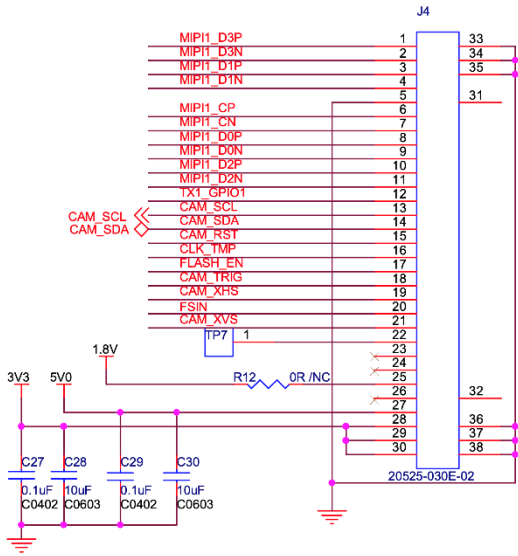 J4
MIPI1_D3P 1 33
MIPI1_D3N 2 34
MIPI1_D1P 3 35
MIPI1_D1N 4
5 31
MIPI1_CP 6
MIPI1_CN 7
MIPI1_D0P 8
MIPI1_D0N 9
MIPI1_D2P 10
MIPI1_D2N 11
TX1_GPIO1 12
CAM_SCL CAM_SCL 13
CAM_SDA CAM_SDA 14
CAM_RST 15
CLK_TMP 16
FLASH_EN 17
CAM_TRIG 18
CAM_XHS 19
FSIN 20
CAM_XVS 21
TP7 1 22
23
1.8V 24
3V3 5V0 R12 0R /NC 25
26 32
27
28 36
29 37
30 38
20525-030E-02
C27 C28 C29 C30
0.1uF 10uF 0.1uF 10uF
C0402 C0603 C0402 C0603